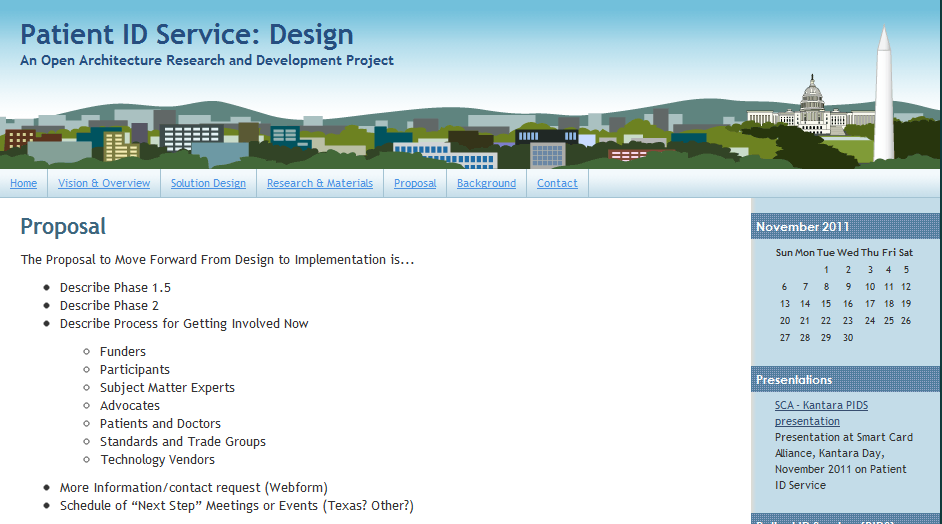 Patient ID Service: Design
An Open Architecture Research and Development Project
Home
Vision & Overview
Solution Design
Research & Materials
Proposal
Background
Contact
Proposal
The Proposal to Move Forward From Design to Implementation is...
Describe Phase 1.5
Describe Phase 2
Describe Process for Getting Involved Now
Funders
Participants
Subject Matter Experts
Advocates
Patients and Doctors
Standards and Trade Groups
Technology Vendors
More Information/contact request (Webform)
Schedule of “Next Step” Meetings or Events (Texas? Other?)
November 2011
Sun Mon Tue Wed Thu Fri Sat
1 2 3 4 5
6 7 8 9 10 11 12
13 14 15 16 17 18 19
20 21 22 23 24 25 26
27 28 29 30
Presentations
SCA - Kantara PIDS
presentation
Presentation at Smart Card
Alliance, Kantara Day,
November 2011 on Patient
ID Service